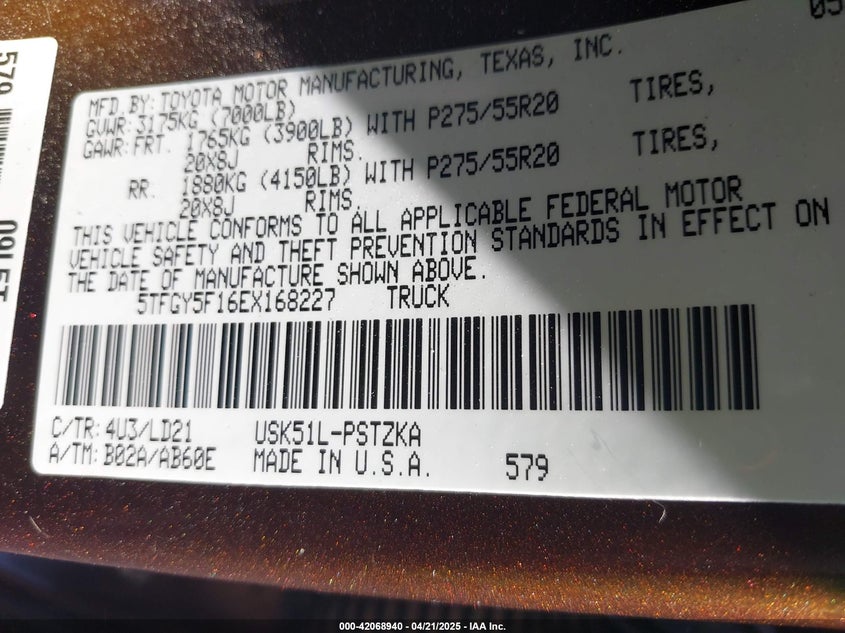 05
MFD. BY: TOYOTA MOTOR MANUFACTURING, TEXAS, INC.
GVWR: 3175KG (7000LB)
GAWR: FRT. 1765KG (3900LB) WITH P275/55R20 TIRES,
20X8J RIMS.
RR. 1880KG (4150LB) WITH P275/55R20 TIRES,
20X8J RIMS.
THIS VEHICLE CONFORMS TO ALL APPLICABLE FEDERAL MOTOR
VEHICLE SAFETY AND THEFT PREVENTION STANDARDS IN EFFECT ON
THE DATE OF MANUFACTURE SHOWN ABOVE.
5TFGY5F16EX168227 TRUCK
C/TR: 4U3/LD21 USK51L-PSTZKA
A/TM: B02A/AB60E MADE IN U.S.A. 579
579
000-42068940 - 04/21/2025 - IAA Inc.